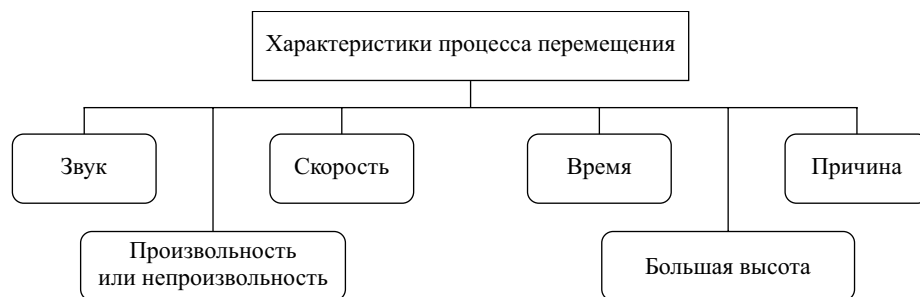 Характеристики процесса перемещения
Звук
Скорость
Время
Причина
Произвольность
или непроизвольность
Большая высота